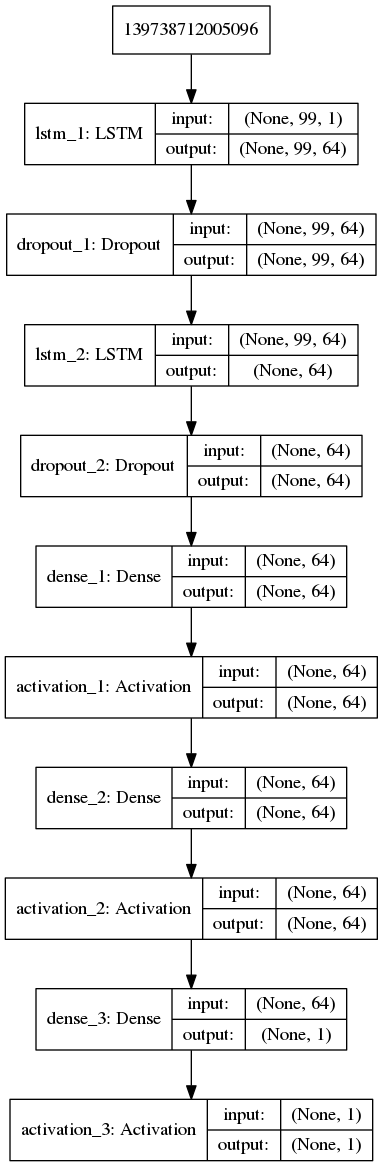 139738712005096
lstm_1: LSTM
input:
(None, 99, 1)
output:
(None, 99, 64)
dropout_1: Dropout
input:
(None, 99, 64)
output:
(None, 99, 64)
lstm_2: LSTM
input:
(None, 99, 64)
output:
(None, 64)
dropout_2: Dropout
input:
(None, 64)
output:
(None, 64)
dense_1: Dense
input:
(None, 64)
output:
(None, 64)
activation_1: Activation
input:
(None, 64)
output:
(None, 64)
dense_2: Dense
input:
(None, 64)
output:
(None, 64)
activation_2: Activation
input:
(None, 64)
output:
(None, 64)
dense_3: Dense
input:
(None, 64)
output:
(None, 1)
activation_3: Activation
input:
(None, 1)
output:
(None, 1)